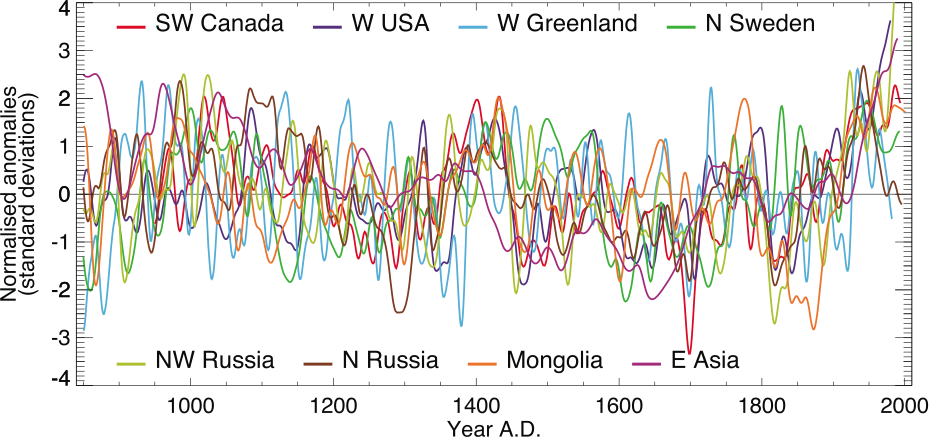 SW Canada W USA W Greenland N Sweden
4
3
2
1
0
-1
-2
-3
-4
Normalised anomalies
(standard deviations)
NW Russia N Russia Mongolia E Asia
1000 1200 1400 1600 1800 2000
Year A.D.